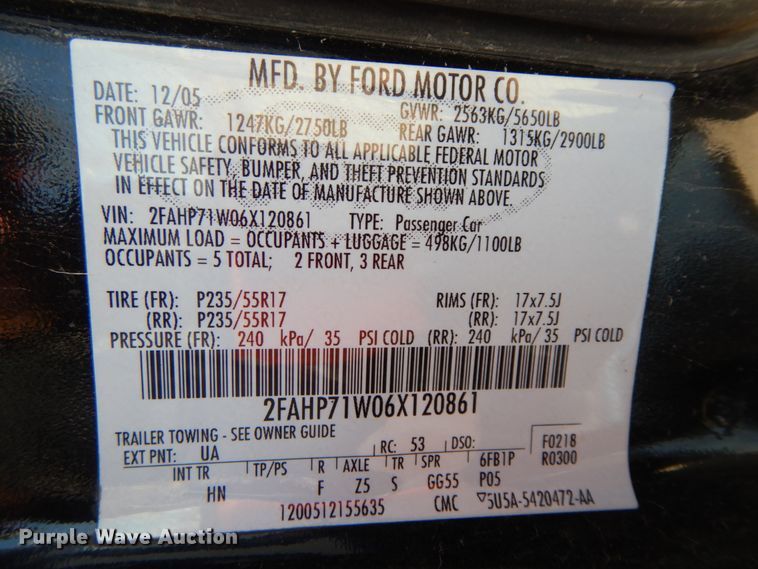 MFD. BY FORD MOTOR CO.
DATE: 12/05 GVWR: 2563KG/5650LB
FRONT GAWR: 1247KG/2750LB REAR GAWR: 1315KG/2900LB
THIS VEHICLE CONFORMS TO ALL APPLICABLE FEDERAL MOTOR
VEHICLE SAFETY, BUMPER, AND THEFT PREVENTION STANDARDS
IN EFFECT ON THE DATE OF MANUFACTURE SHOWN ABOVE.
VIN: 2FAHP71W06X120861 TYPE: Passenger Car
MAXIMUM LOAD = OCCUPANTS + LUGGAGE = 498KG/1100LB
OCCUPANTS = 5 TOTAL; 2 FRONT, 3 REAR
TIRE (FR): P235/55R17 RIMS (FR): 17x7.5J
(RR): P235/55R17 (RR): 17x7.5J
PRESSURE (FR): 240 kPa/ 35 PSI COLD (RR): 240 kPa/ 35 PSI COLD
2FAHP71W06X120861
TRAILER TOWING - SEE OWNER GUIDE
EXT PNT: UA RC: 53 DSO: F0218
INT TR TP/PS R AXLE TR SPR 6FB1P R0300
HN F Z5 S GG55 P05
1200512155635 CMC ▽5U5A-5420472-AA
Purple Wave Auction